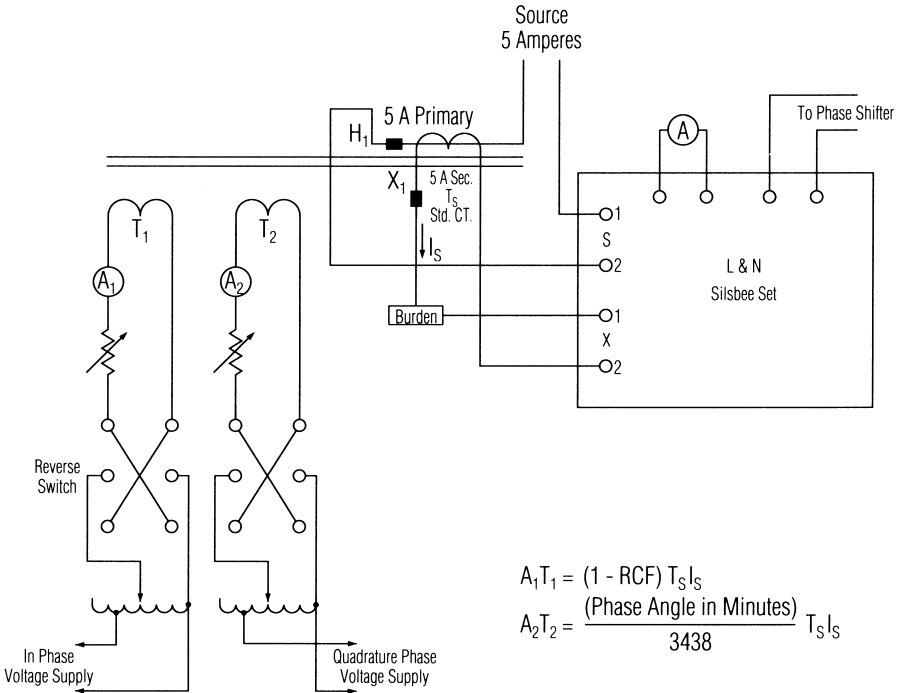 Source
5 Amperes
5 A Primary
To Phase Shifter
H₁
A
X₁
5 A Sec.
Tₛ
Std. CT.
T₁
T₂
1
S
Iₛ
2
L & N
Silsbee Set
A₁
A₂
Burden
1
X
2
Reverse
Switch
A₁T₁ = (1 - RCF) TₛIₛ
A₂T₂ = (Phase Angle in Minutes) / 3438 TₛIₛ
In Phase
Voltage Supply
Quadrature Phase
Voltage Supply